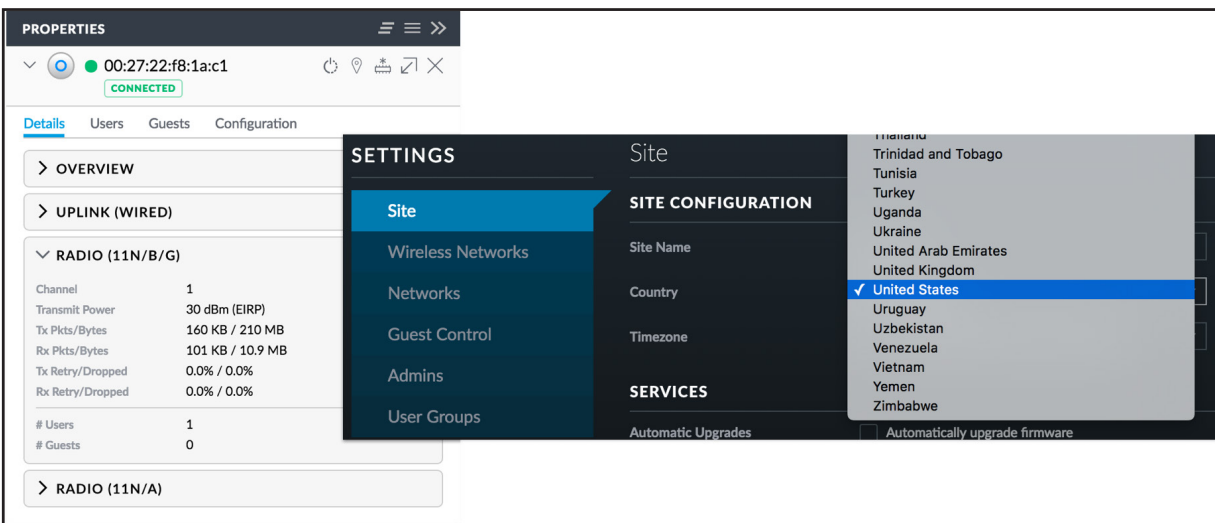 PROPERTIES
00:27:22:f8:1a:c1
CONNECTED
Details Users Guests Configuration
OVERVIEW
UPLINK (WIRED)
RADIO (11N/B/G)
Channel 1
Transmit Power 30 dBm (EIRP)
Tx Pkts/Bytes 160 KB / 210 MB
Rx Pkts/Bytes 101 KB / 10.9 MB
Tx Retry/Dropped 0.0% / 0.0%
Rx Retry/Dropped 0.0% / 0.0%
# Users 1
# Guests 0
RADIO (11N/A)
SETTINGS
Site
Wireless Networks
Networks
Guest Control
Admins
User Groups
Site
SITE CONFIGURATION
Site Name
Country
Timezone
SERVICES
Automatic Upgrades
Automatically upgrade firmware
Thailand
Trinidad and Tobago
Tunisia
Turkey
Uganda
Ukraine
United Arab Emirates
United Kingdom
✓ United States
Uruguay
Uzbekistan
Venezuela
Vietnam
Yemen
Zimbabwe